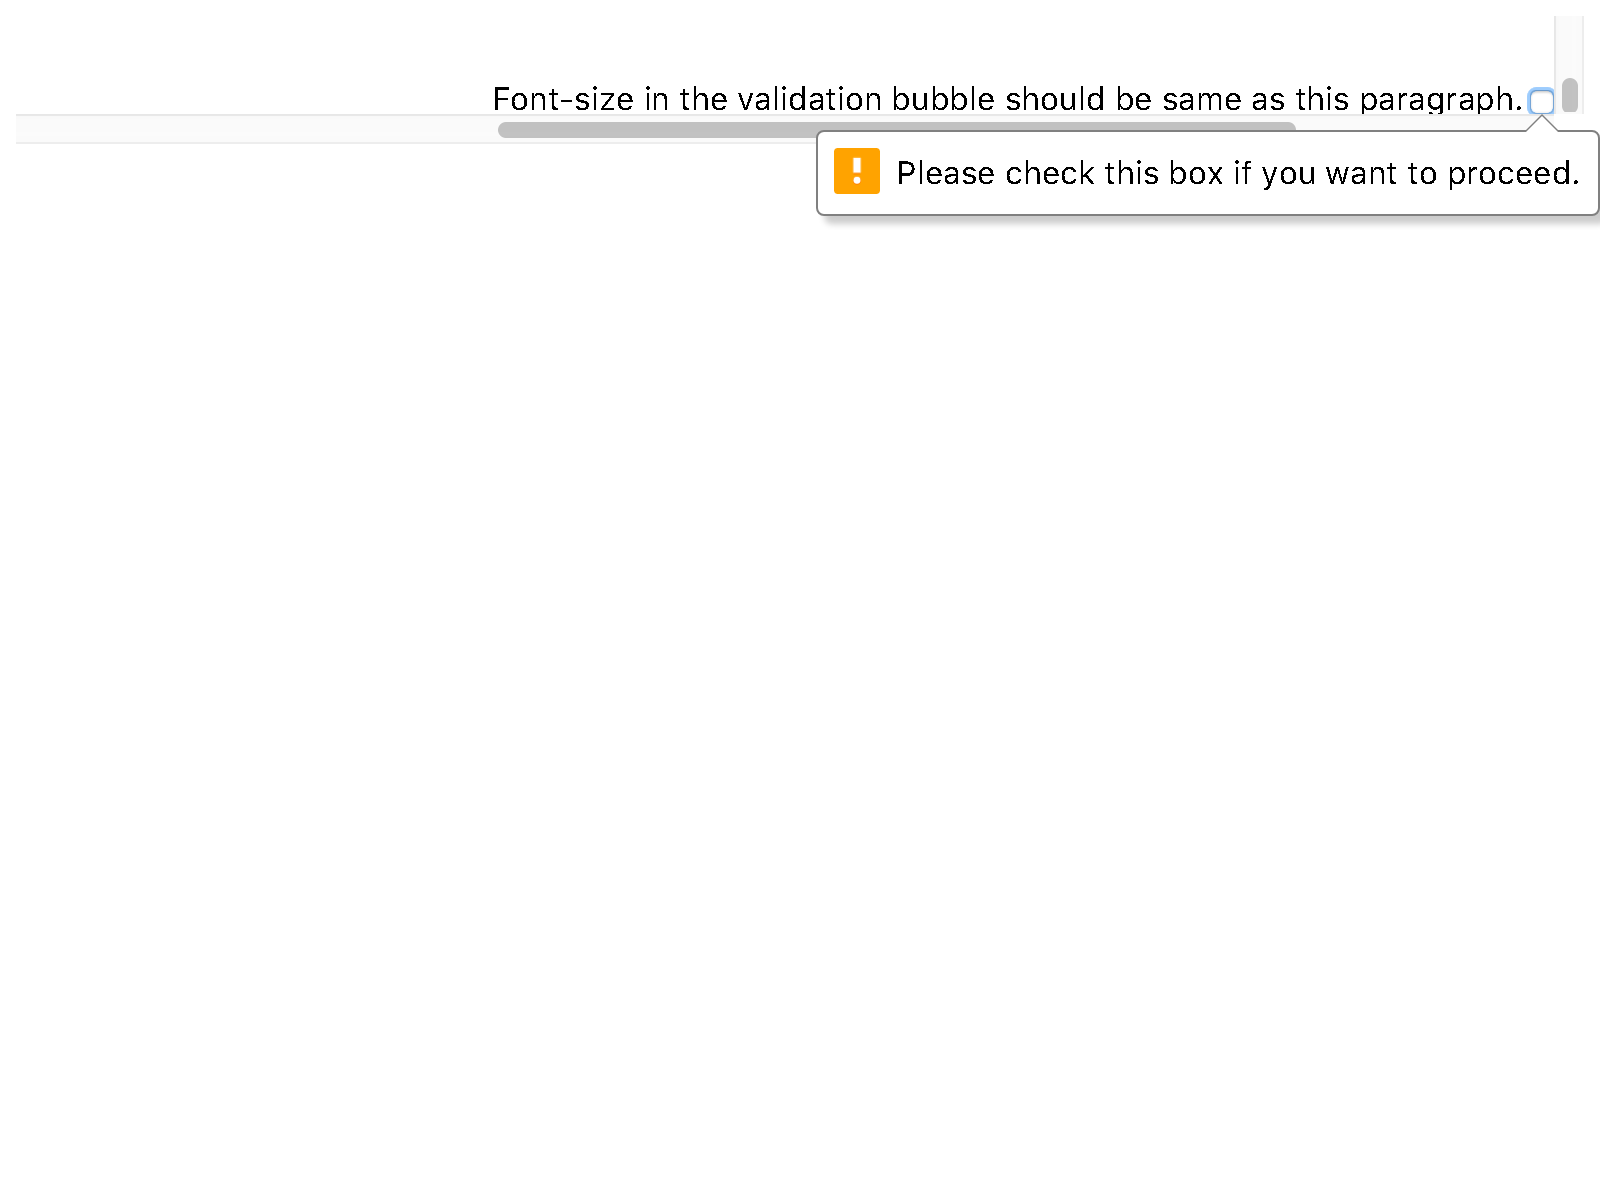 Font-size in the validation bubble should be same as this paragraph.
Please check this box if you want to proceed.